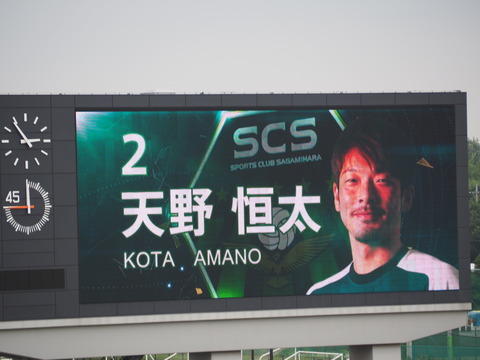 SCS
SPORTS CLUB SAGAMIHARA
2
天野 恒太
KOTA AMANO
45